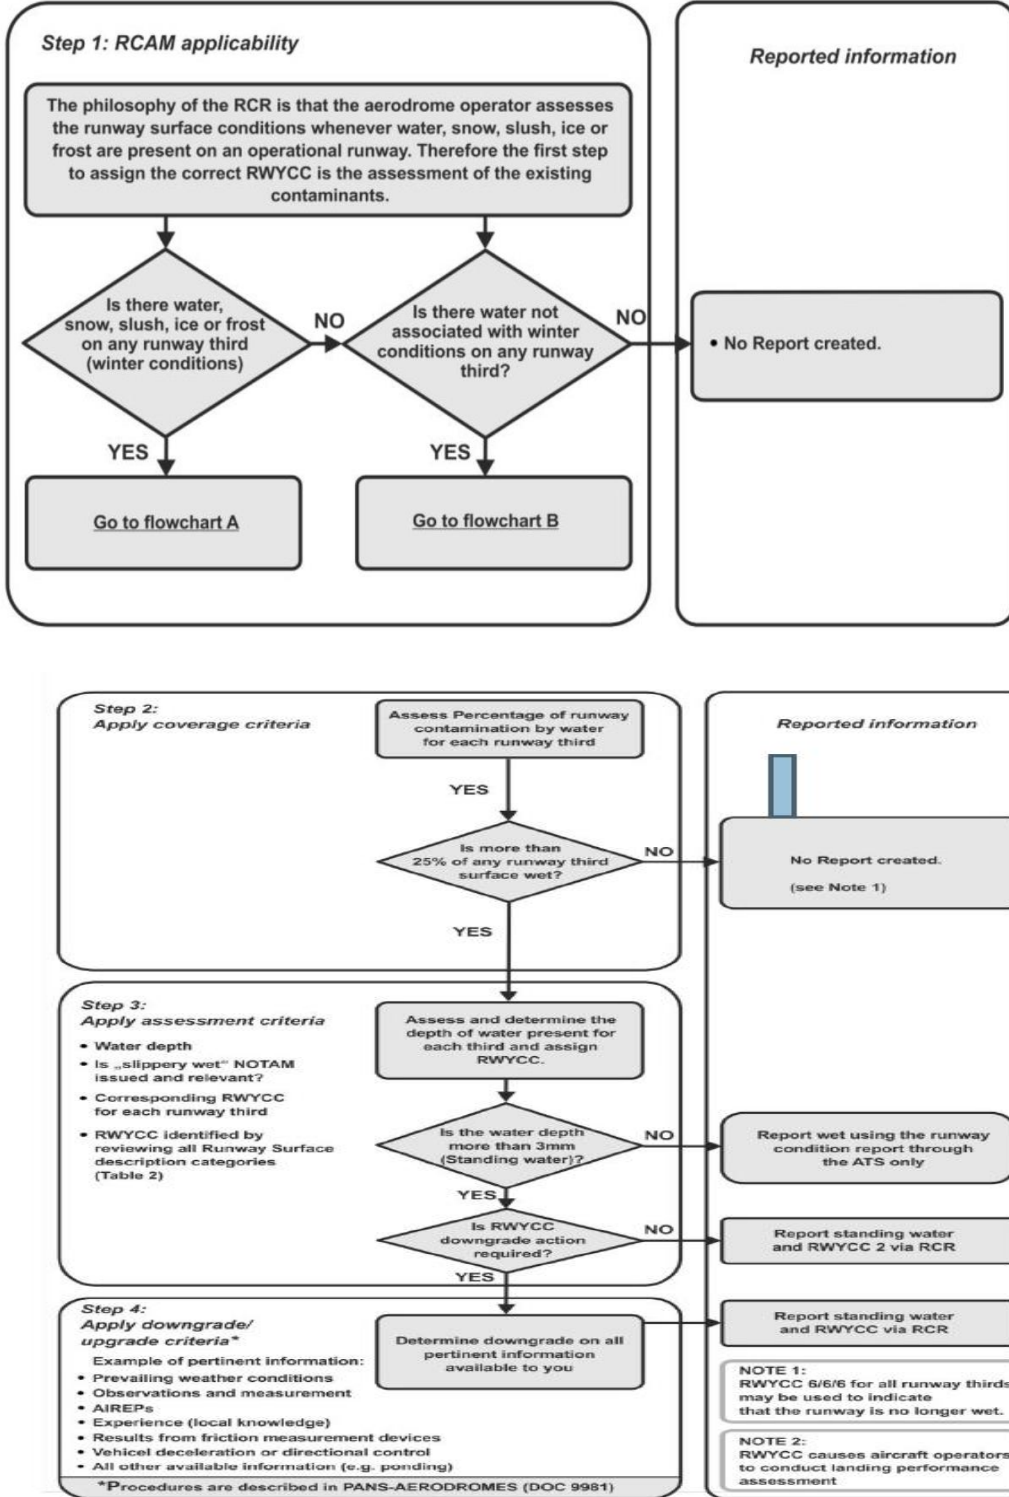 Step 1: RCAM applicability
The philosophy of the RCR is that the aerodrome operator assesses
the runway surface conditions whenever water, snow, slush, ice or
frost are present on an operational runway. Therefore the first step
to assign the correct RWYCC is the assessment of the existing
contaminants.
Is there water,
snow, slush, ice or frost
on any runway third
(winter conditions)
NO
Is there water not
associated with winter
conditions on any runway
third?
NO
YES
YES
Go to flowchart A
Go to flowchart B
Reported information
• No Report created.
Step 2:
Apply coverage criteria
Assess Percentage of runway
contamination by water
for each runway third
YES
Is more than
25% of any runway third
surface wet?
NO
YES
Reported information
No Report created.
(see Note 1)
Step 3:
Apply assessment criteria
• Water depth
• Is „slippery wet" NOTAM
issued and relevant?
• Corresponding RWYCC
for each runway third
• RWYCC identified by
reviewing all Runway Surface
description categories
(Table 2)
Assess and determine the
depth of water present for
each third and assign
RWYCC.
Is the water depth
more than 3mm
(Standing water)?
NO
YES
Is RWYCC
downgrade action
required?
NO
YES
Report wet using the runway
condition report through
the ATS only
Report standing water
and RWYCC 2 via RCR
Step 4:
Apply downgrade/
upgrade criteria*
Example of pertinent information:
• Prevailing weather conditions
• Observations and measurement
• AIREPs
• Experience (local knowledge)
• Results from friction measurement devices
• Vehicel deceleration or directional control
• All other available information (e.g. ponding)
Determine downgrade on all
pertinent information
available to you
*Procedures are described in PANS-AERODROMES (DOC 9981)
Report standing water
and RWYCC via RCR
NOTE 1:
RWYCC 6/6/6 for all runway thirds
may be used to indicate
that the runway is no longer wet.
NOTE 2:
RWYCC causes aircraft operators
to conduct landing performance
assessment